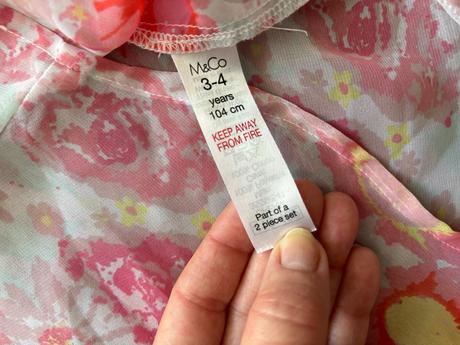 M&Co
3-4
years
104 cm
KEEP AWAY
FROM FIRE
Part of a
2 piece set